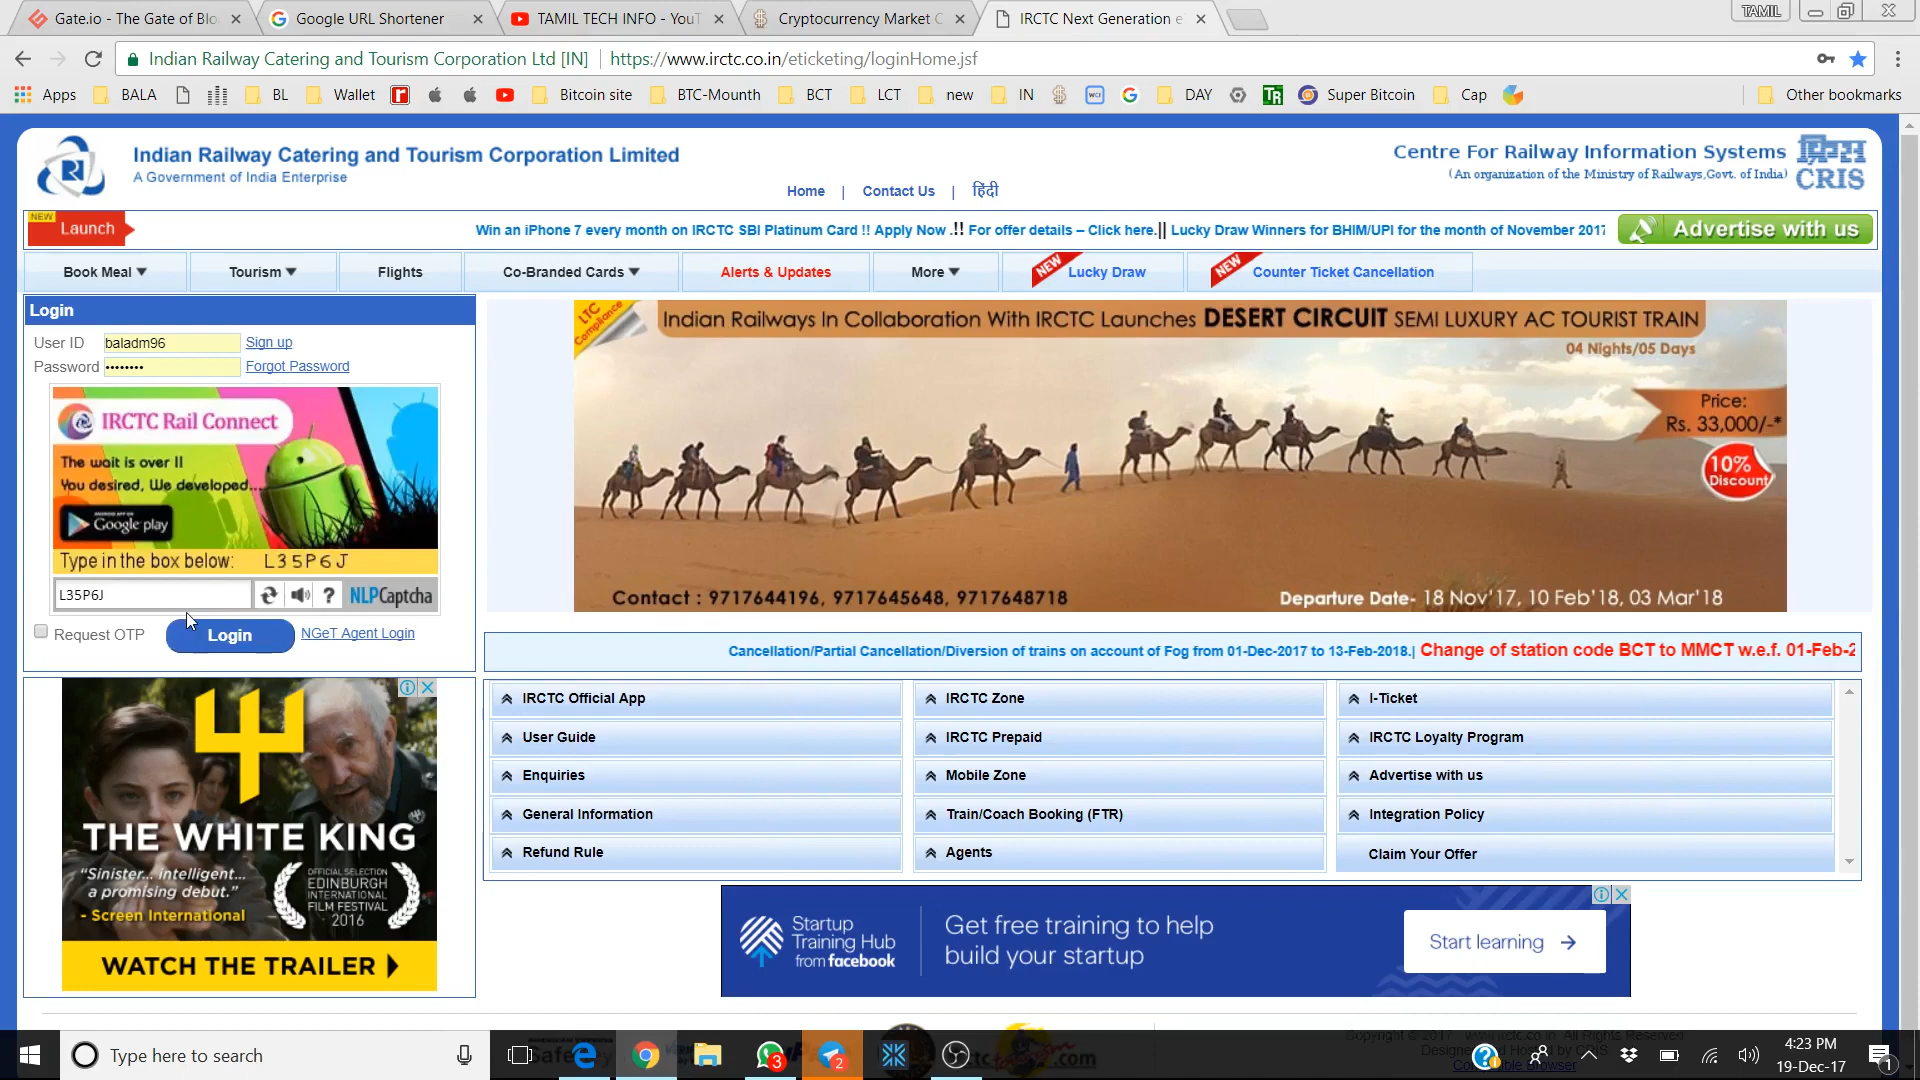 Gate.io - The Gate of Blo
Google URL Shortener
TAMIL TECH INFO - YouT
Cryptocurrency Market C
IRCTC Next Generation e
TAMIL
Indian Railway Catering and Tourism Corporation Ltd [IN]
https://www.irctc.co.in/eticketing/loginHome.jsf
Apps
BALA
BL
Wallet
Bitcoin site
BTC-Mounth
BCT
LCT
new
IN
DAY
TR
Super Bitcoin
Cap
Other bookmarks
Indian Railway Catering and Tourism Corporation Limited
A Government of India Enterprise
Home | Contact Us | हिंदी
Centre For Railway Information Systems
(An organization of the Ministry of Railways,Govt. of India)
CRIS
NEW
Launch
Win an iPhone 7 every month on IRCTC SBI Platinum Card !! Apply Now .!! For offer details – Click here.|| Lucky Draw Winners for BHIM/UPI for the month of November 2017
Advertise with us
Book Meal
Tourism
Flights
Co-Branded Cards
Alerts & Updates
More
NEW
Lucky Draw
NEW
Counter Ticket Cancellation
Login
User ID
baladm96
Sign up
Password
••••••••
Forgot Password
IRCTC Rail Connect
The wait is over !!
You desired, We developed...
ANDROID APP ON
Google play
Type in the box below: L35P6J
L35P6J
?
NLPCaptcha
Request OTP
Login
NGeT Agent Login
LTC
Compliance
Indian Railways In Collaboration With IRCTC Launches DESERT CIRCUIT SEMI LUXURY AC TOURIST TRAIN
04 Nights/05 Days
Price:
Rs. 33,000/-*
10%
Discount
Contact : 9717644196, 9717645648, 9717648718
Departure Date- 18 Nov'17, 10 Feb'18, 03 Mar'18
Cancellation/Partial Cancellation/Diversion of trains on account of Fog from 01-Dec-2017 to 13-Feb-2018.| Change of station code BCT to MMCT w.e.f. 01-Feb-2
IRCTC Official App
IRCTC Zone
I-Ticket
User Guide
IRCTC Prepaid
IRCTC Loyalty Program
Enquiries
Mobile Zone
Advertise with us
General Information
Train/Coach Booking (FTR)
Integration Policy
Refund Rule
Agents
Claim Your Offer
THE WHITE KING
“Sinister... intelligent...
a promising debut.”
- Screen International
OFFICIAL SELECTION
EDINBURGH
INTERNATIONAL
FILM FESTIVAL
2016
WATCH THE TRAILER
Startup
Training Hub
from facebook
Get free training to help
build your startup
Start learning
Type here to search
3
2
4:23 PM
19-Dec-17
1